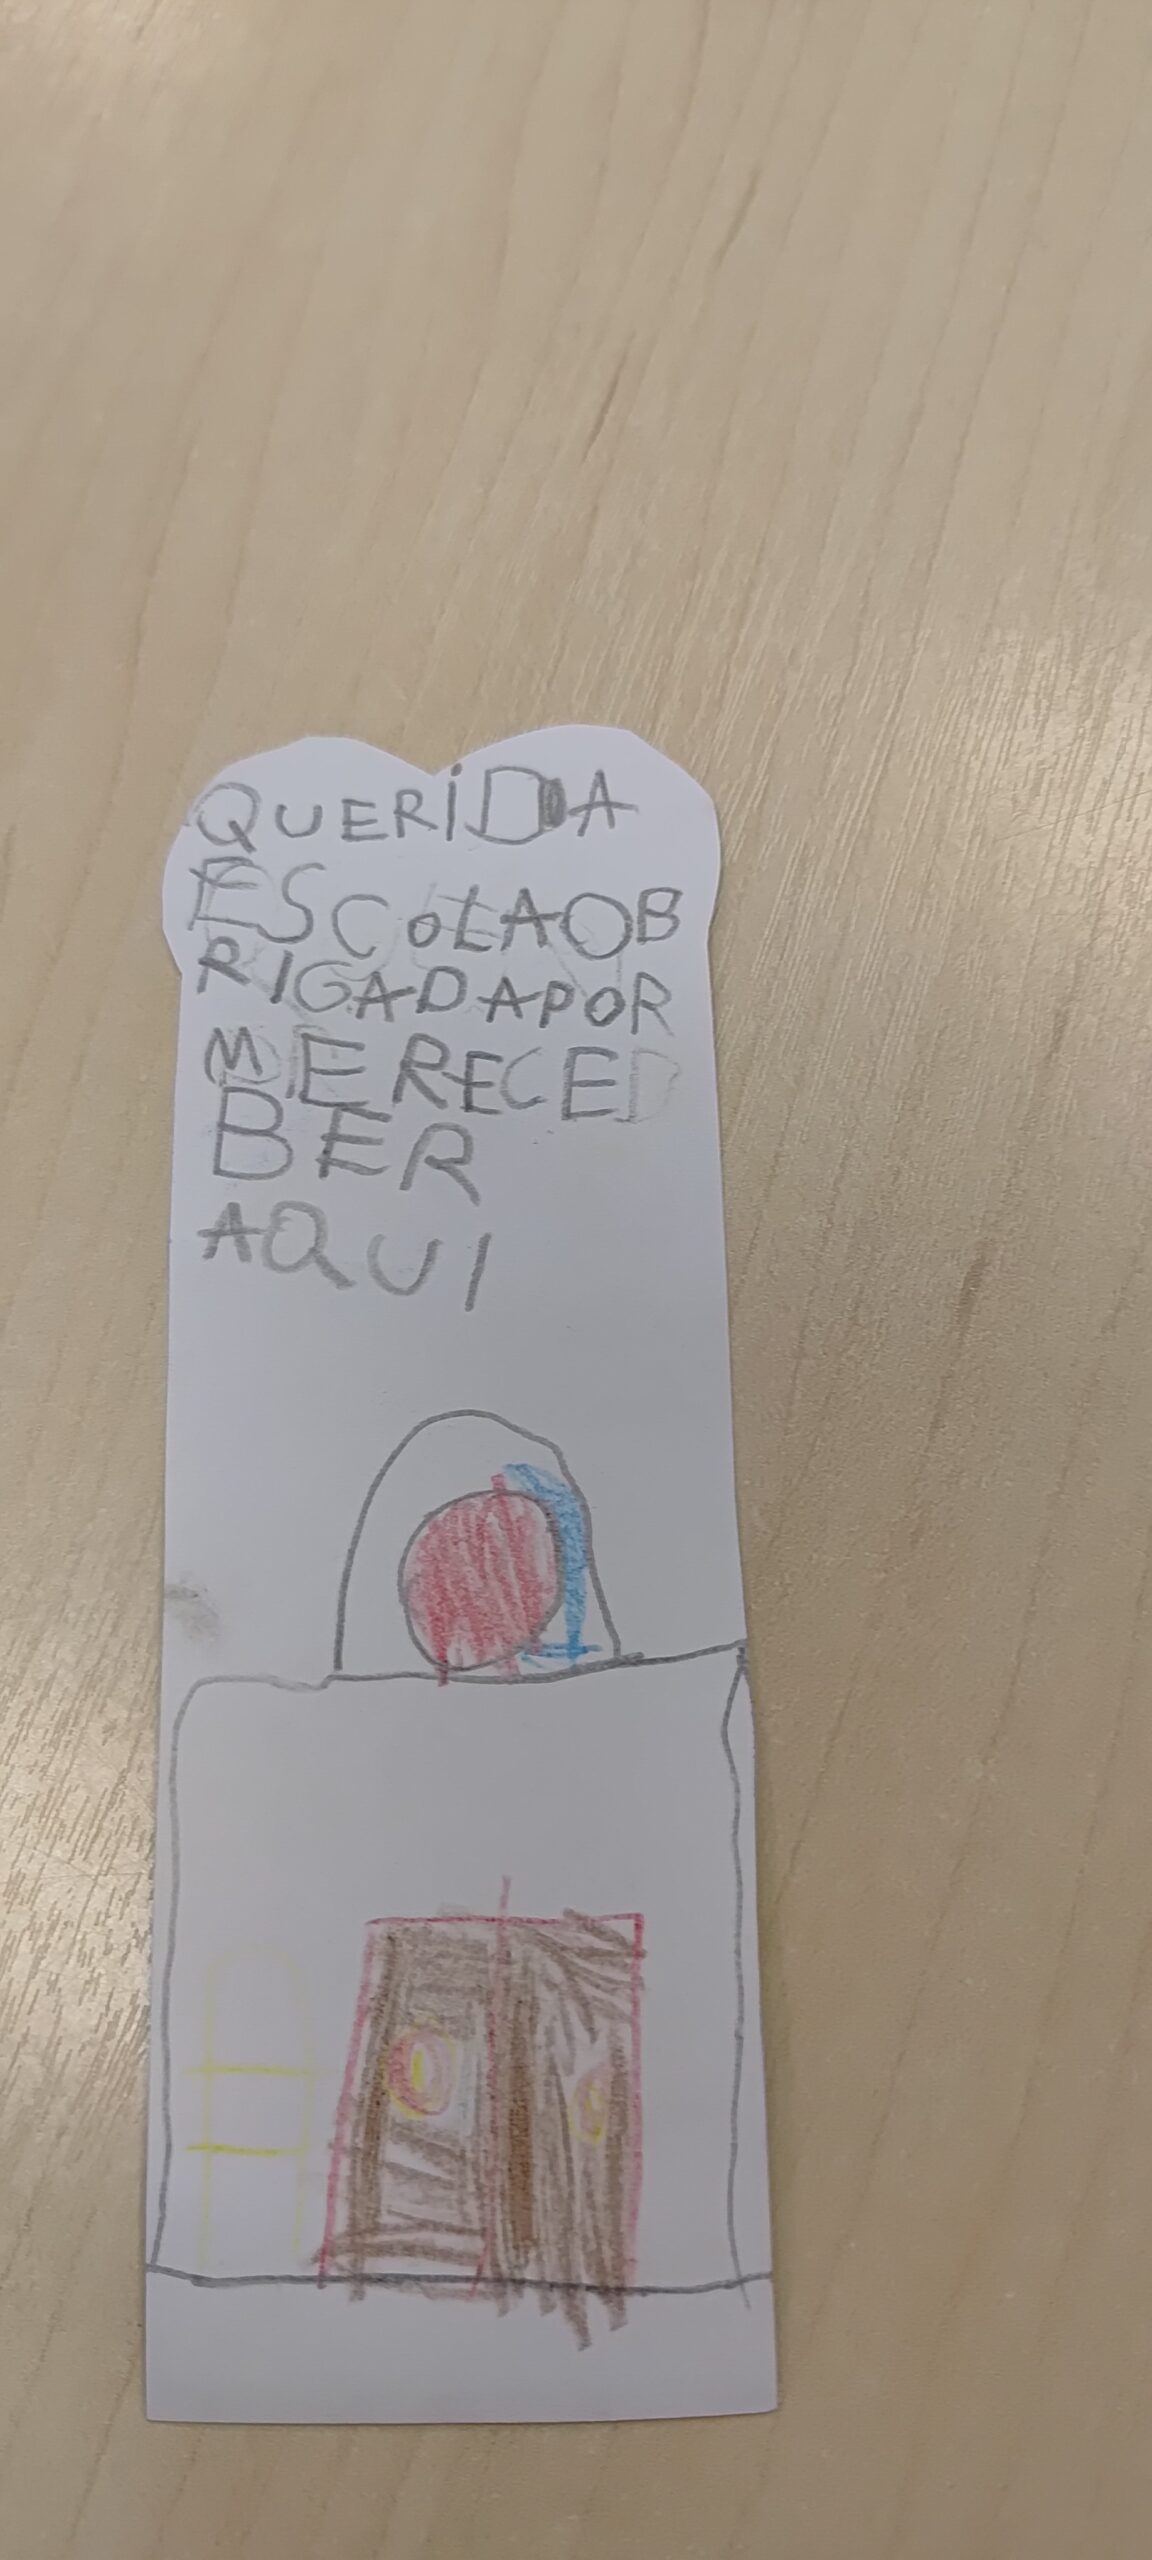 QUERIDA
ESCOLAOB
RIGADAPOR
MERECE
BER
AQUI